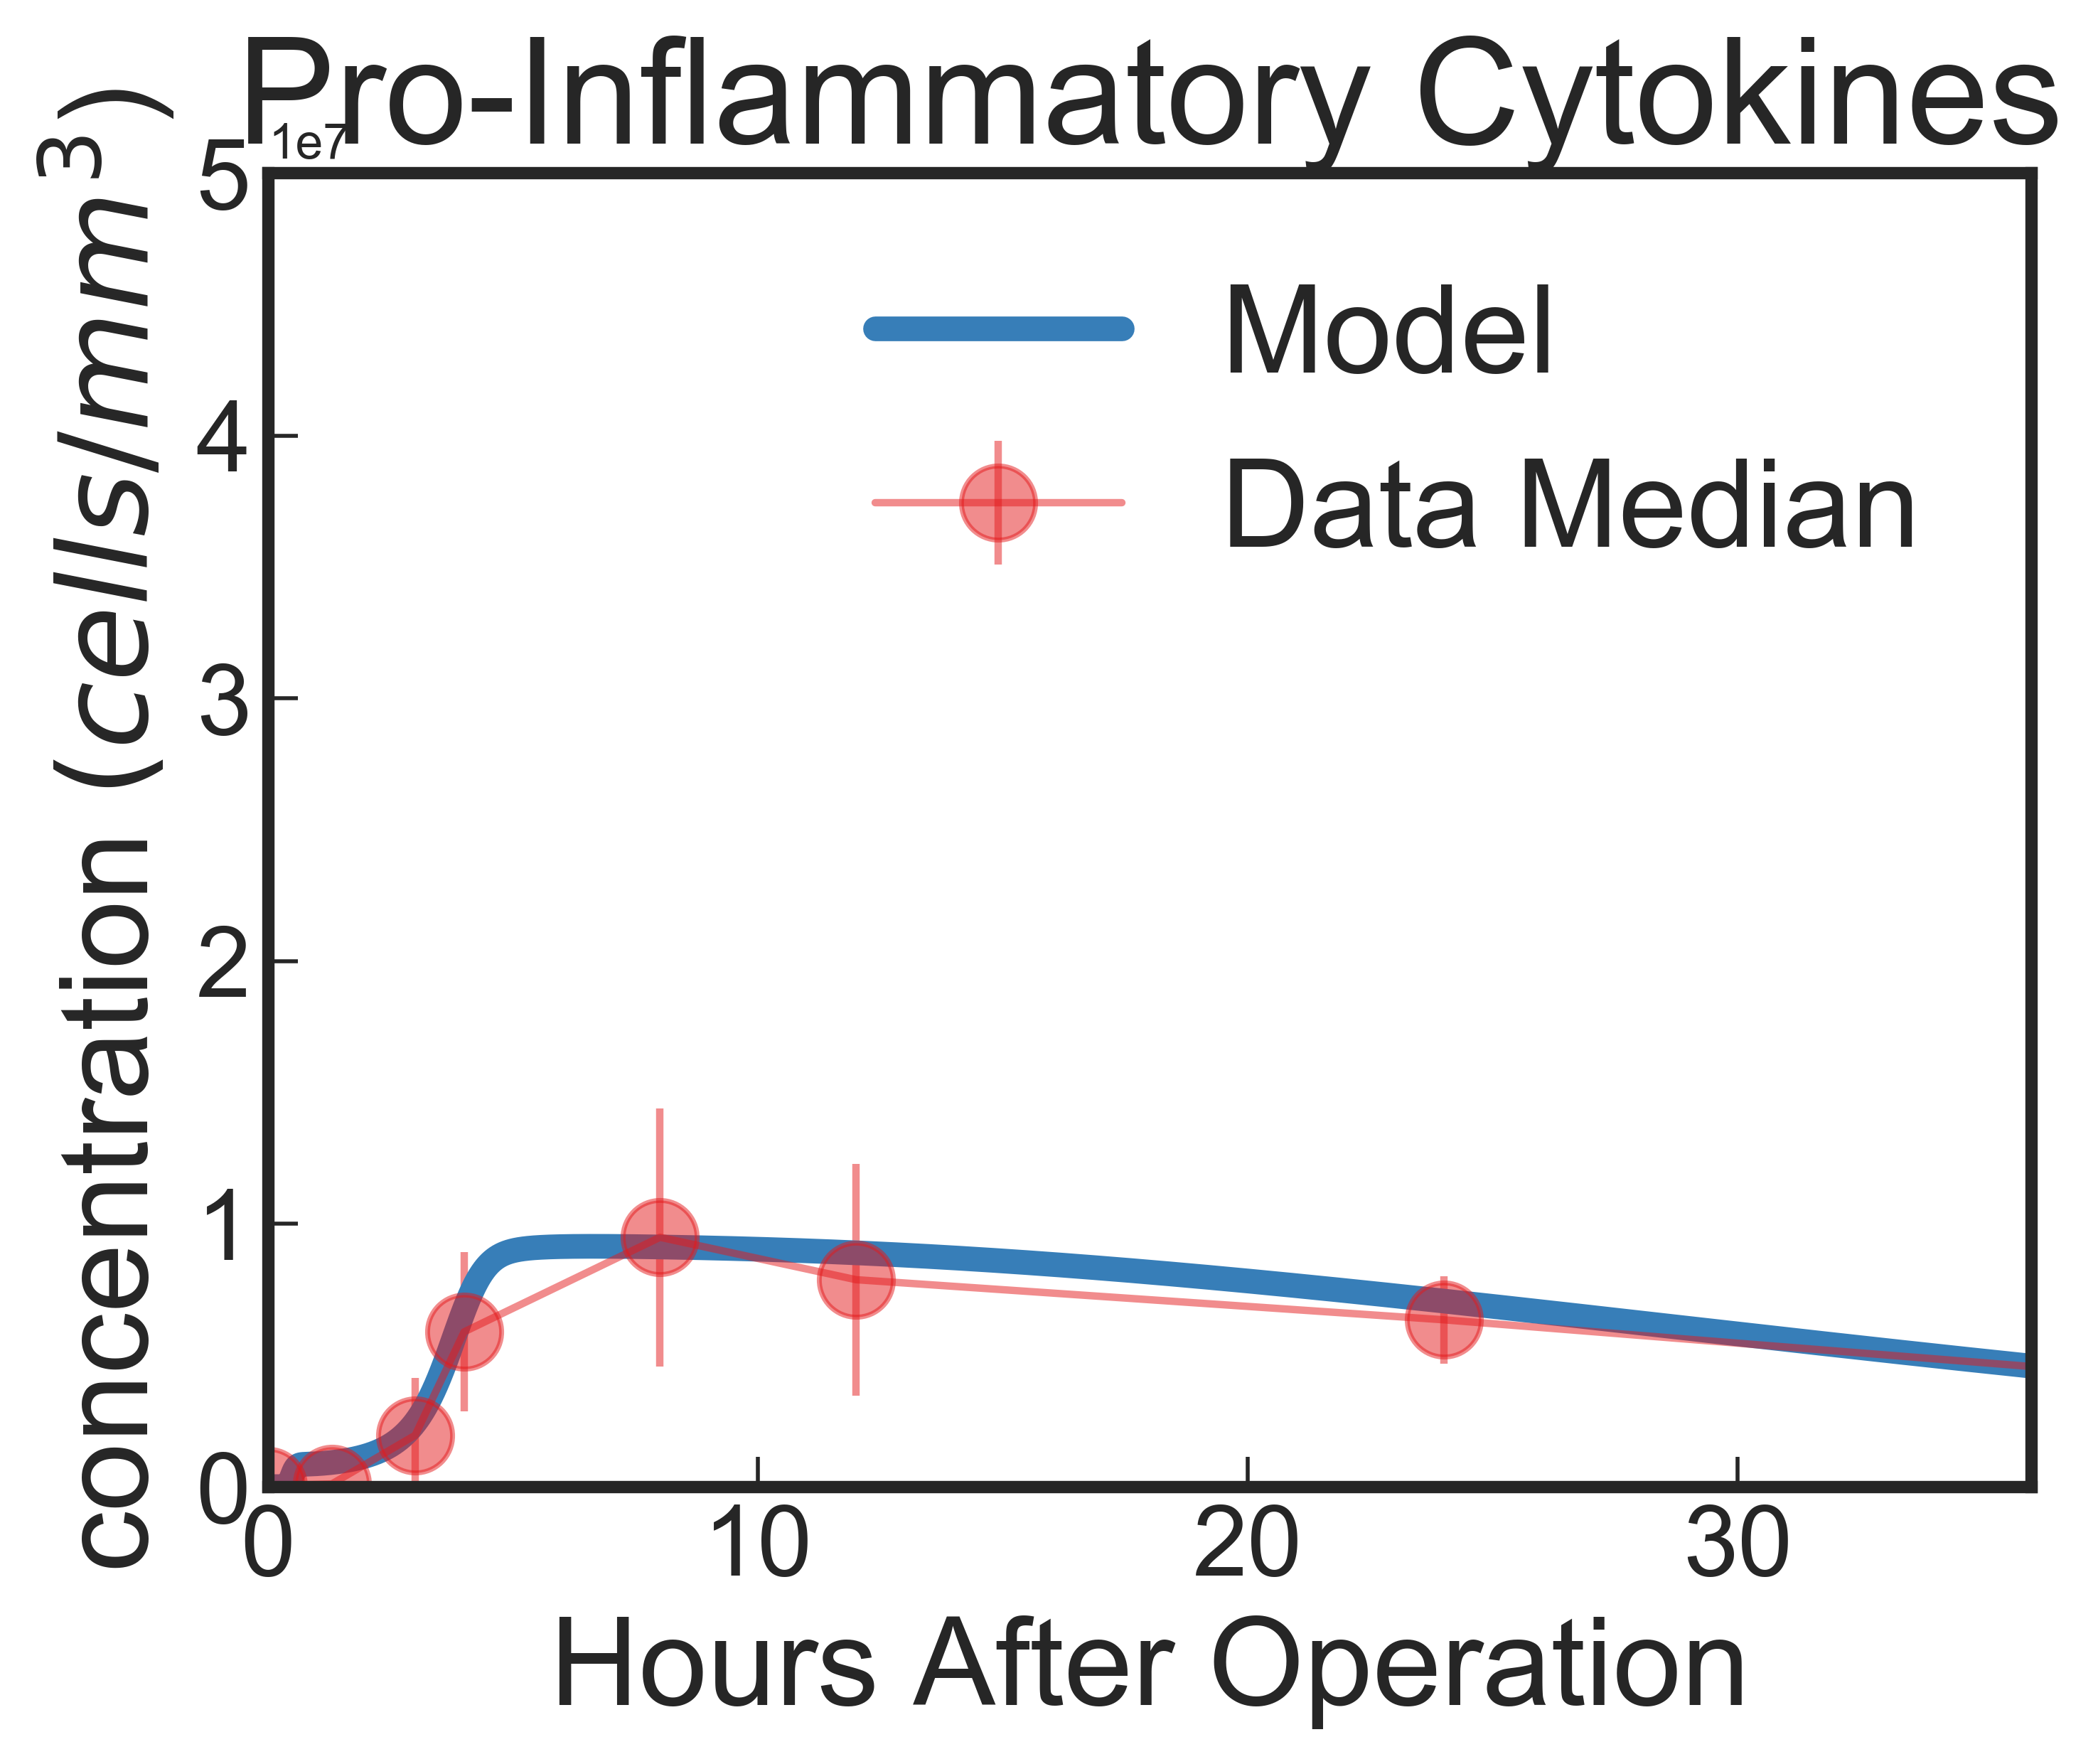 Pro-Inflammatory Cytokines
1e7
concentration (cells/mm³)
5
4
3
2
1
0
Model
Data Median
0 10 20 30
Hours After Operation